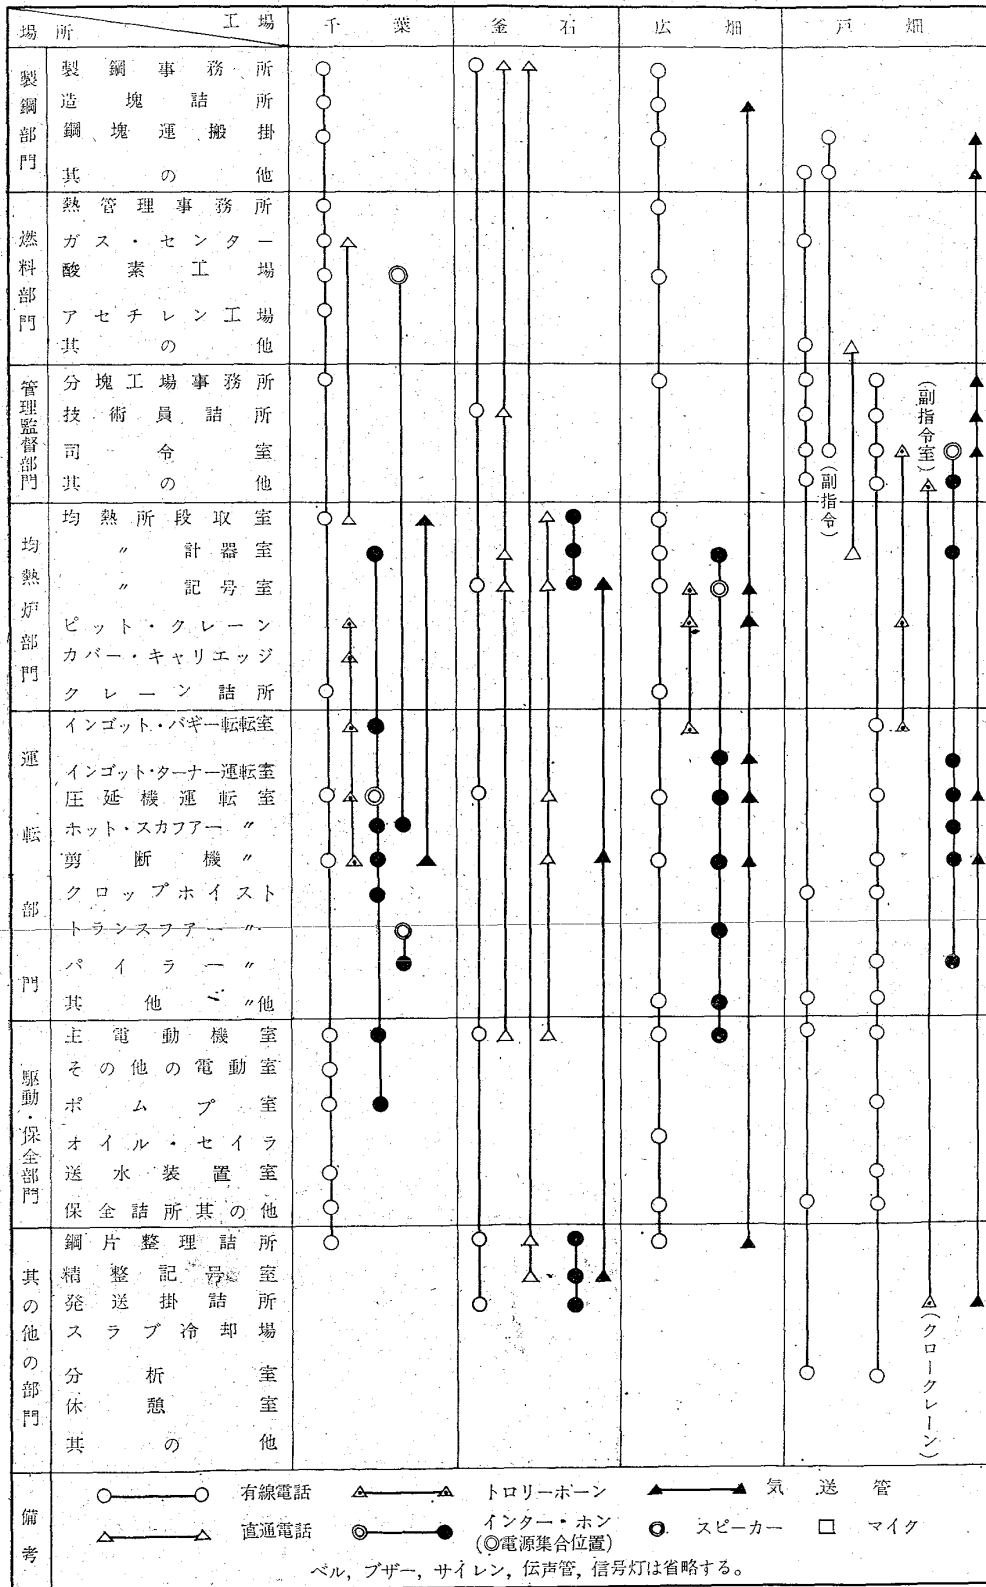 場所 工場 千葉 釜石 広畑 戸畑
製鋼部門
製鋼事務所
造塊詰所
鋼塊運搬掛
其の他
燃料部門
熱管理事務所
ガス・センター
酸素工場
アセチレン工場
其の他
管理監督部門
分塊工場事務所
技術員詰所
司令室
其の他
(副指令室)
(副指令)
均熱炉部門
均熱所段取室
〃 計器室
〃 記号室
ピット・クレーン
カバー・キャリエッジ
クレーン詰所
運転部門
インゴット・バギー転転室
インゴット・ターナー運転室
圧延機運転室
ホット・スカファー 〃
剪断機 〃
クロップホイスト
トランスファー 〃
パイラー 〃
其他 〃他
駆動・保全部門
主電動機室
その他の電動室
ポムプ室
オイル・セイラ
送水装置室
保全詰所其の他
其の他の部門
鋼片整理詰所
精整記号室
発送掛詰所
スラブ冷却場
分析室
休憩室
其の他
(クロークレーン)
備考
有線電話 トロリーホーン 気送管
直通電話 インター・ホン (◎電源集合位置) スピーカー マイク
ベル, ブザー, サイレン, 伝声管, 信号灯は省略する。